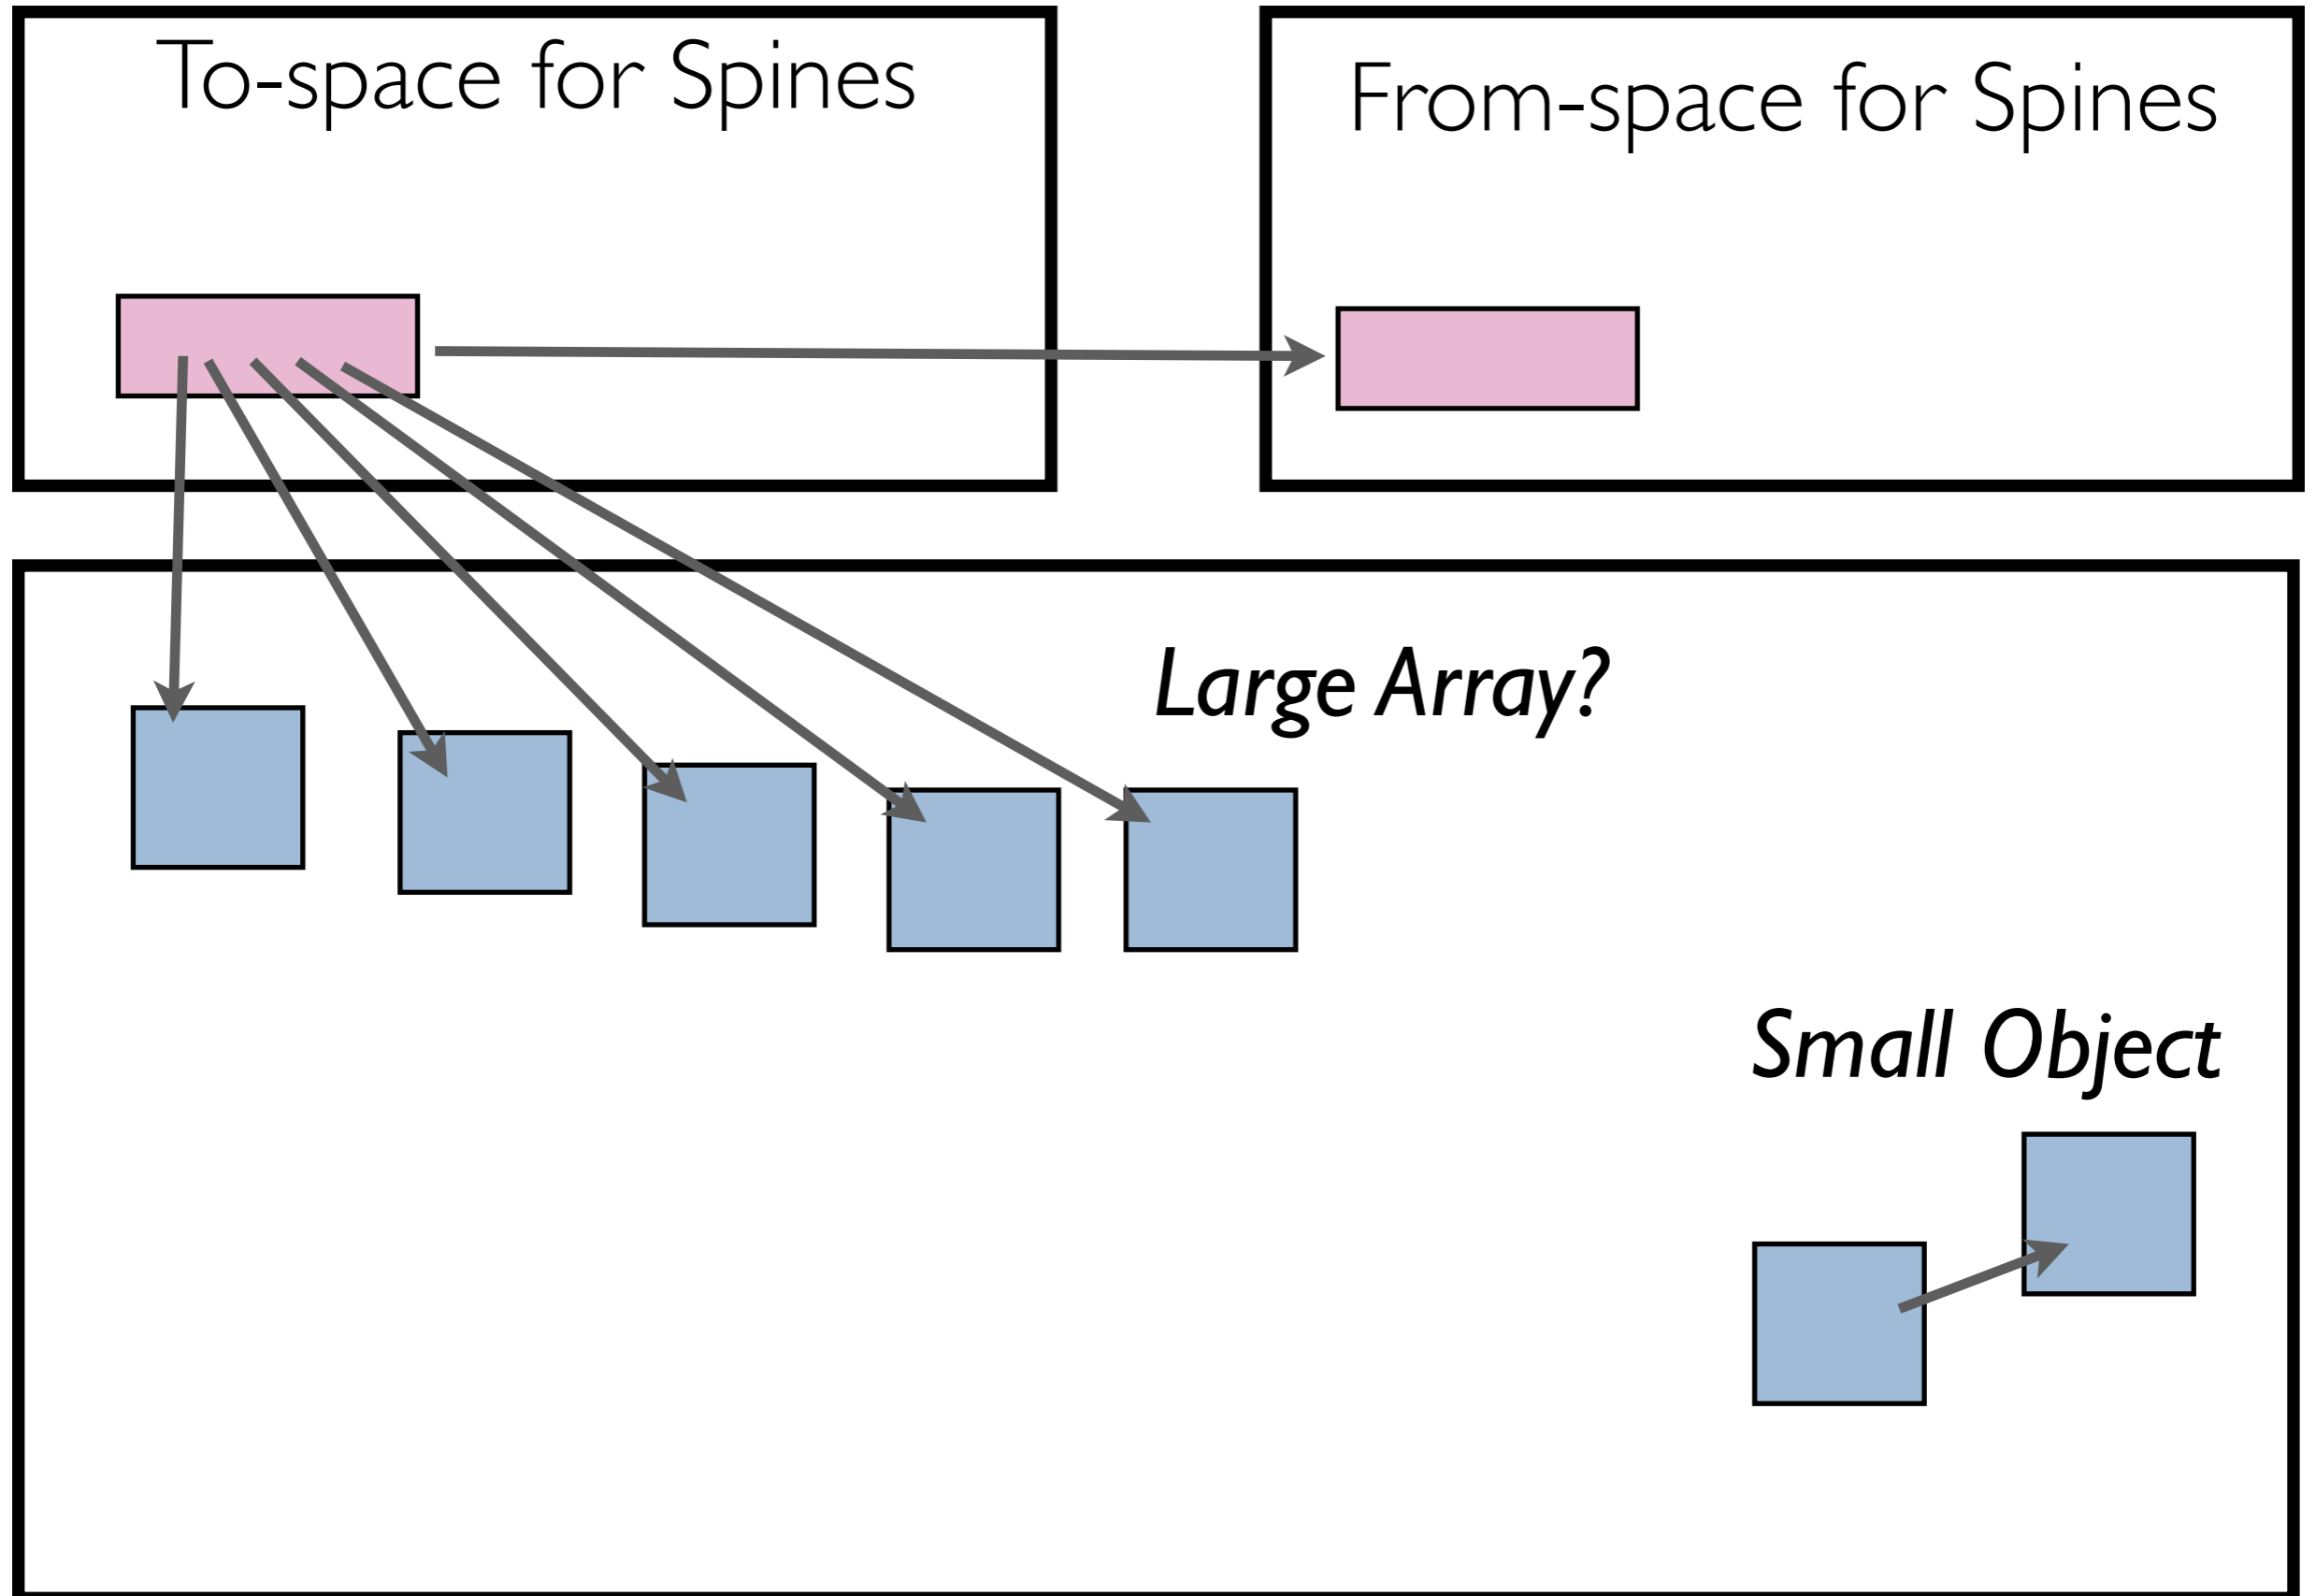 To-space for Spines
From-space for Spines
Large Array?
Small Object